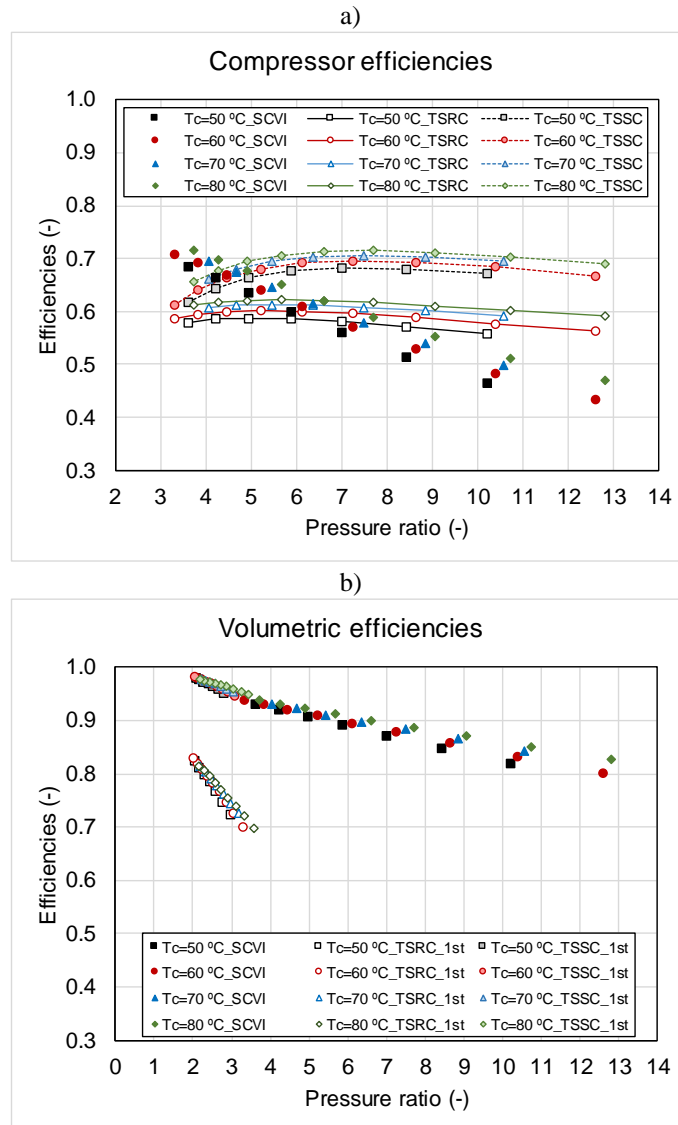 a)
Compressor efficiencies
1.0
Tc=50 ºC_SCVI Tc=50 ºC_TSRC Tc=50 ºC_TSSC
Tc=60 ºC_SCVI Tc=60 ºC_TSRC Tc=60 ºC_TSSC
0.9
Tc=70 ºC_SCVI Tc=70 ºC_TSRC Tc=70 ºC_TSSC
Tc=80 ºC_SCVI Tc=80 ºC_TSRC Tc=80 ºC_TSSC
0.8
0.7
Efficiencies (-)
0.6
0.5
0.4
0.3
2 3 4 5 6 7 8 9 10 11 12 13 14
Pressure ratio (-)
b)
Volumetric efficiencies
1.0
0.9
0.8
0.7
Efficiencies (-)
0.6
0.5
Tc=50 ºC_SCVI Tc=50 ºC_TSRC_1st Tc=50 ºC_TSSC_1st
Tc=60 ºC_SCVI Tc=60 ºC_TSRC_1st Tc=60 ºC_TSSC_1st
0.4
Tc=70 ºC_SCVI Tc=70 ºC_TSRC_1st Tc=70 ºC_TSSC_1st
Tc=80 ºC_SCVI Tc=80 ºC_TSRC_1st Tc=80 ºC_TSSC_1st
0.3
0 1 2 3 4 5 6 7 8 9 10 11 12 13 14
Pressure ratio (-)